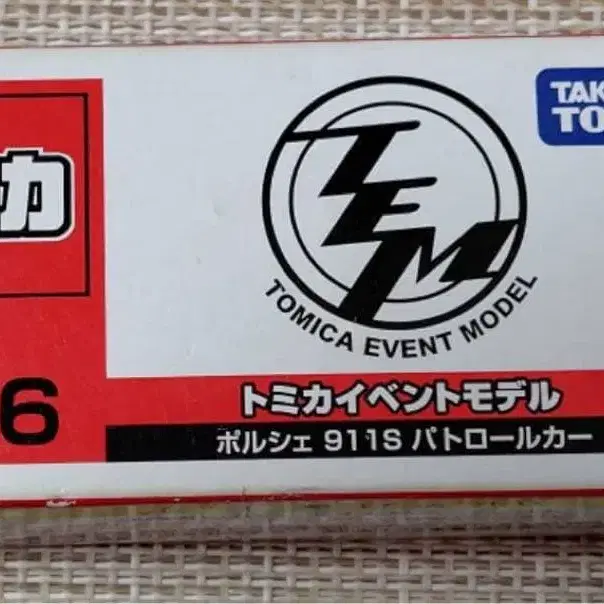 カ
6
TEM
TOMICA EVENT MODEL
TAK
TO
トミカイベントモデル
ポルシェ 911S パトロールカー